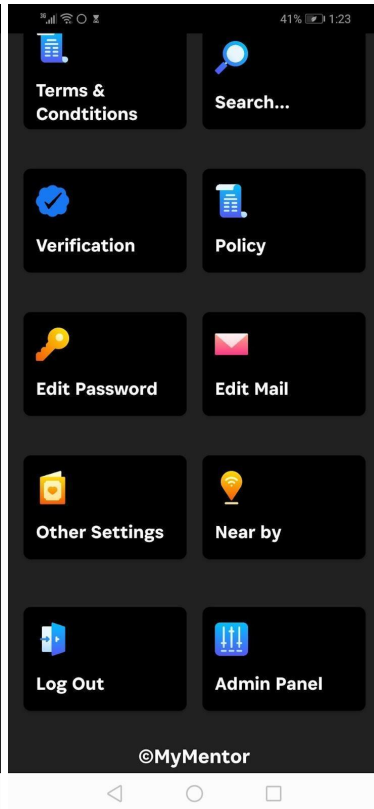 36
41% 1:23
Terms &
Condtitions
Search...
Verification
Policy
Edit Password
Edit Mail
Other Settings
Near by
Log Out
Admin Panel
©MyMentor